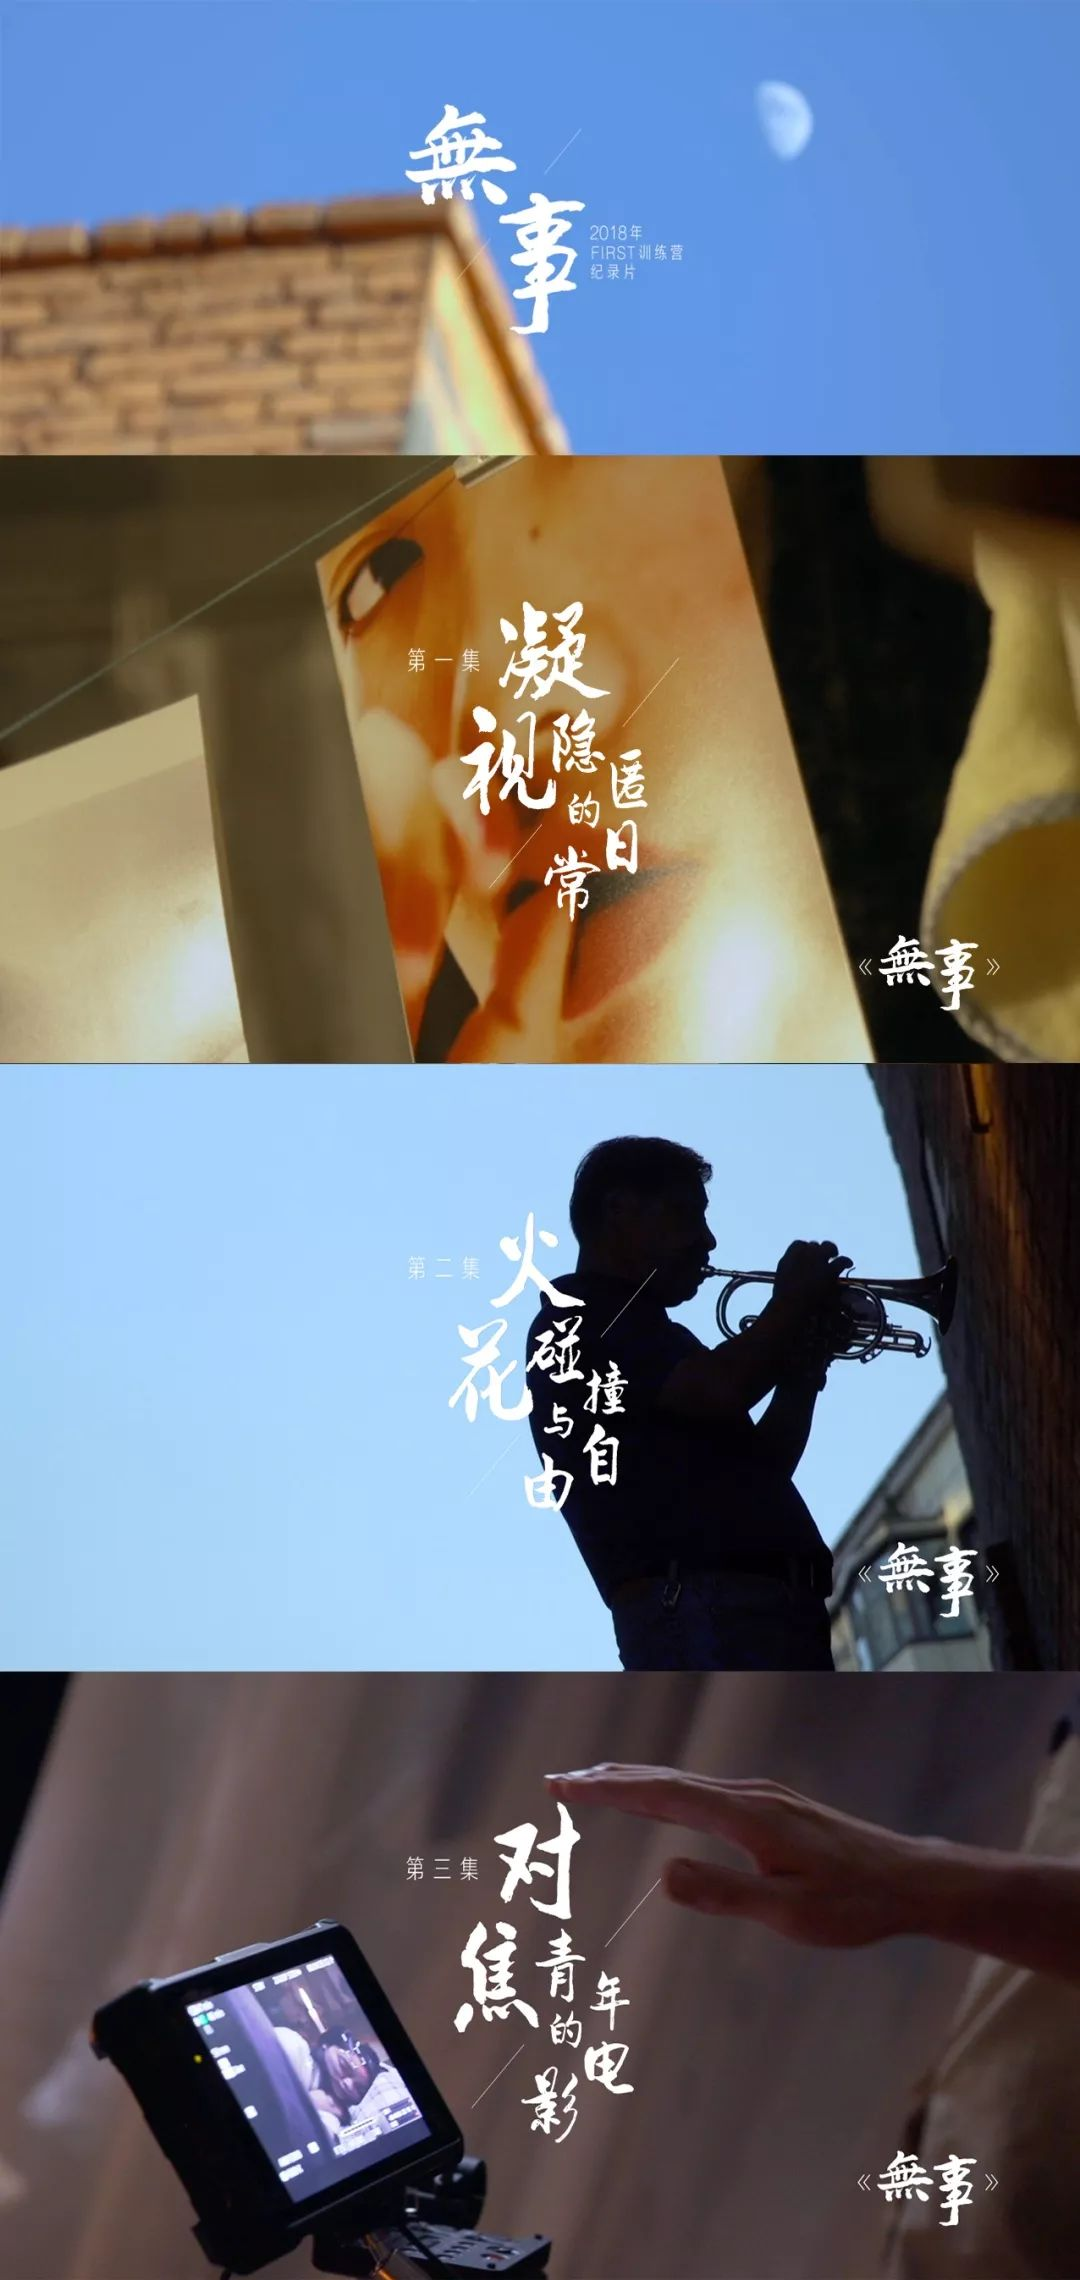 無事
2018年
FIRST训练营
纪录片
第一集
凝视隐匿的日常
《無事》
第二集
火花碰撞与自由
《無事》
第三集
对焦青年的电影
《無事》